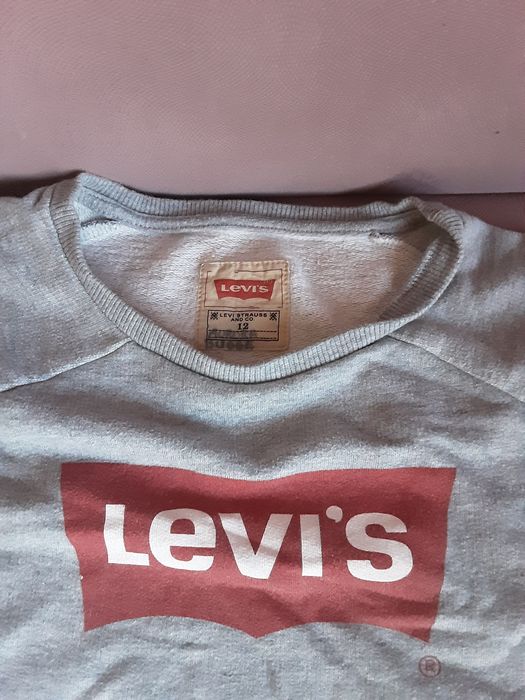 LEVI'S
LEVI STRAUSS
AND CO.
12
LEVI'S
®